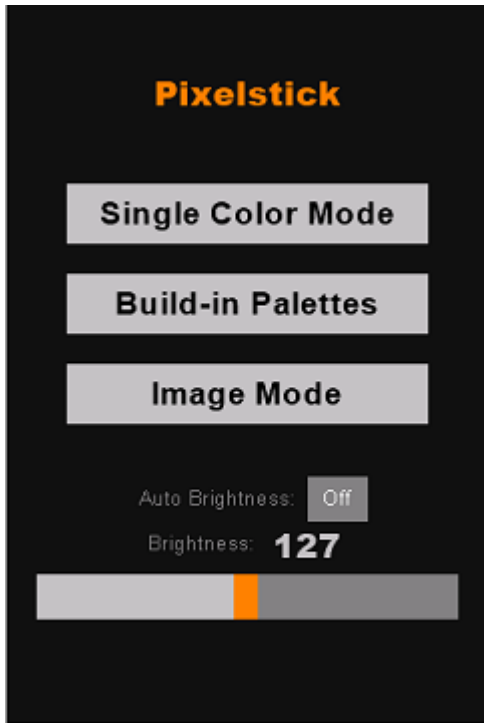 Pixelstick
Single Color Mode
Build-in Palettes
Image Mode
Auto Brightness: Off
Brightness: 127